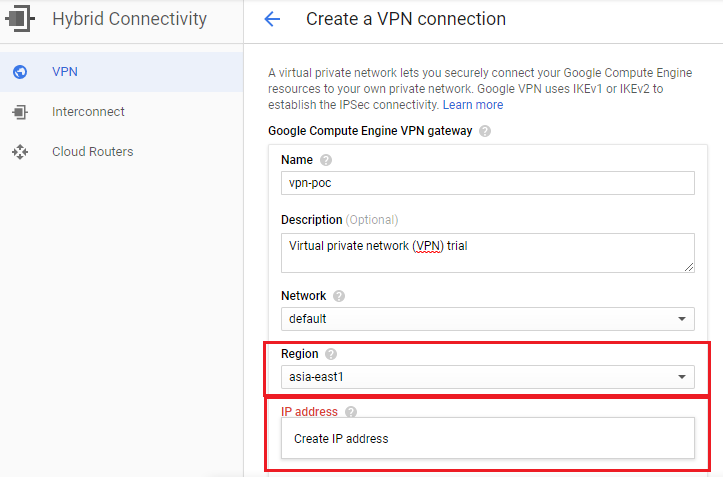 Hybrid Connectivity
Create a VPN connection
VPN
Interconnect
Cloud Routers
A virtual private network lets you securely connect your Google Compute Engine
resources to your own private network. Google VPN uses IKEv1 or IKEv2 to
establish the IPSec connectivity. Learn more
Google Compute Engine VPN gateway ?
Name ?
vpn-poc
Description (Optional)
Virtual private network (VPN) trial
Network ?
default
Region ?
asia-east1
IP address ?
Create IP address